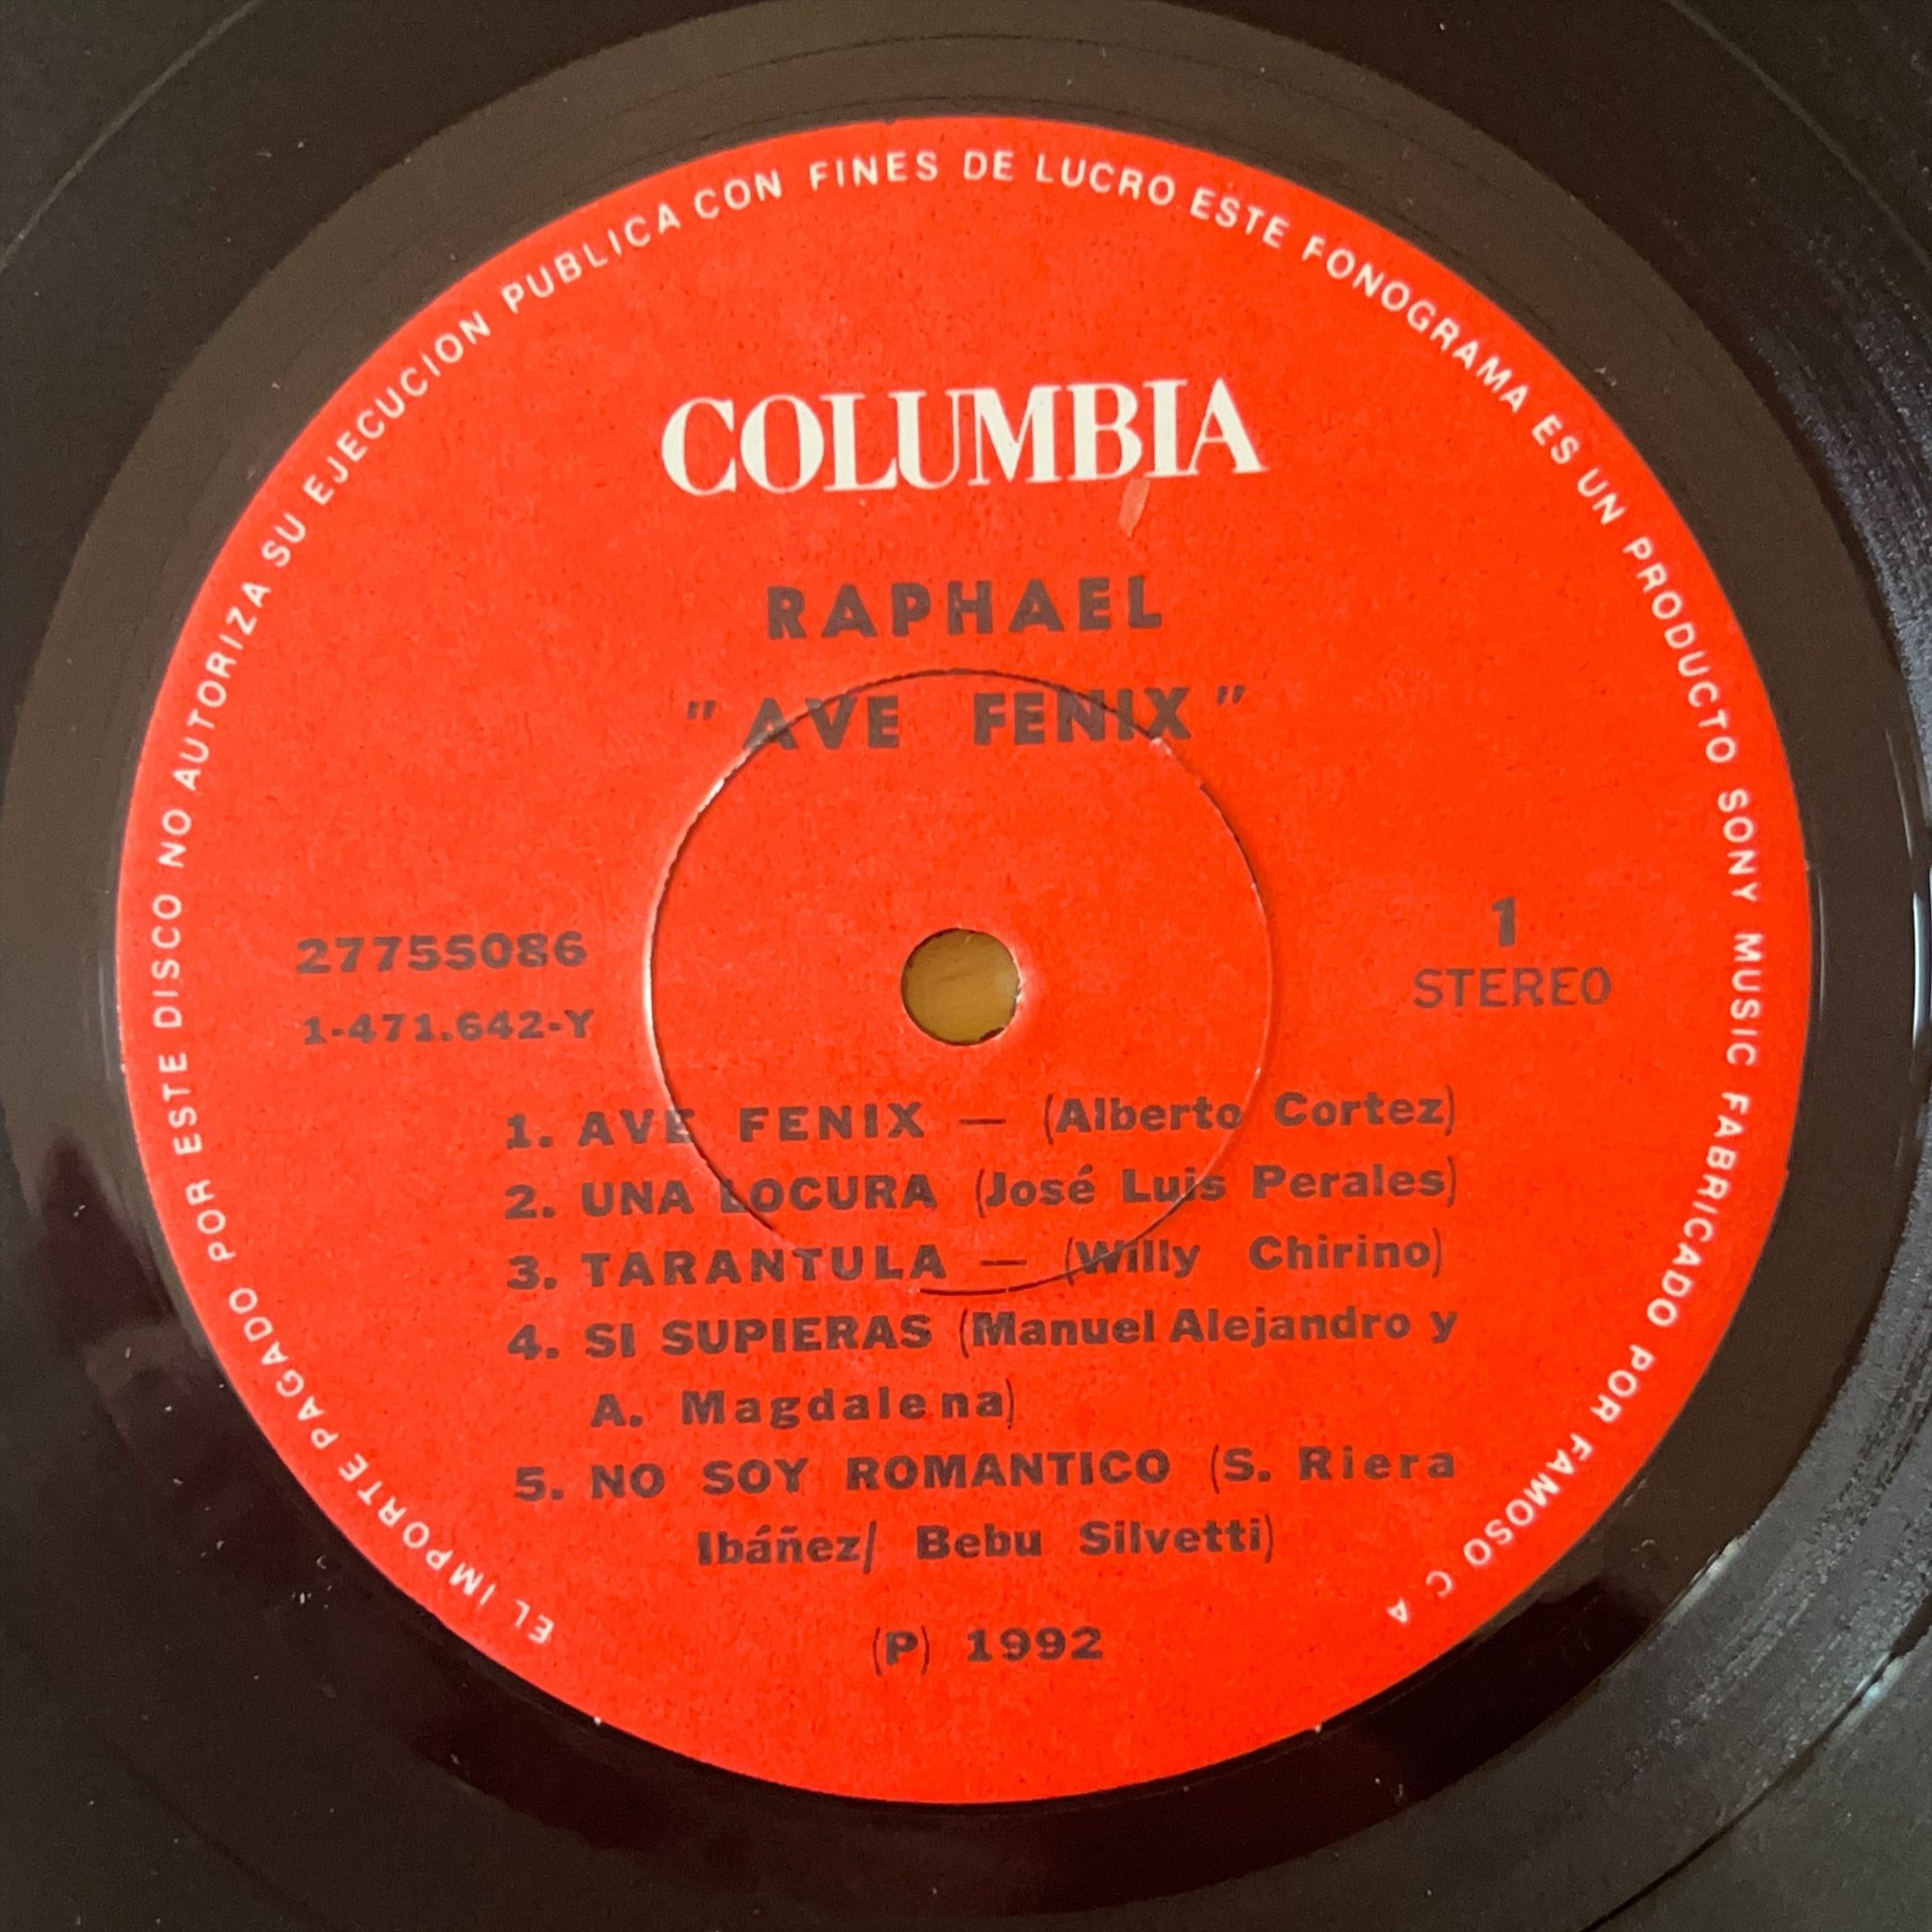 EL IMPORTE PAGADO POR ESTE DISCO NO AUTORIZA SU EJECUCION PUBLICA CON FINES DE LUCRO ESTE FONOGRAMA ES UN PRODUCTO SONY MUSIC FABRICADO POR FAMOSO C A
COLUMBIA
RAPHAEL
"AVE FENIX"
27755086
1-471.642-Y
1
STEREO
1. AVE FENIX — (Alberto Cortez)
2. UNA LOCURA (José Luis Perales)
3. TARANTULA — (Willy Chirino)
4. SI SUPIERAS (Manuel Alejandro y
A. Magdalena)
5. NO SOY ROMANTICO (S. Riera
Ibáñez/ Bebu Silvetti)
(P) 1992